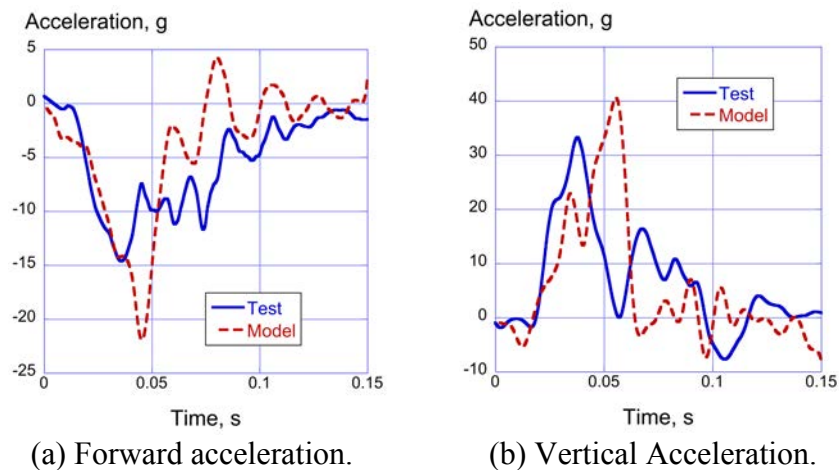 Acceleration, g
5
0
-5
-10
-15
-20
-25
0
0.05
0.1
0.15
Test
Model
Time, s
(a) Forward acceleration.
Acceleration, g
50
40
30
20
10
0
-10
0
0.05
0.1
0.15
Test
Model
Time, s
(b) Vertical Acceleration.